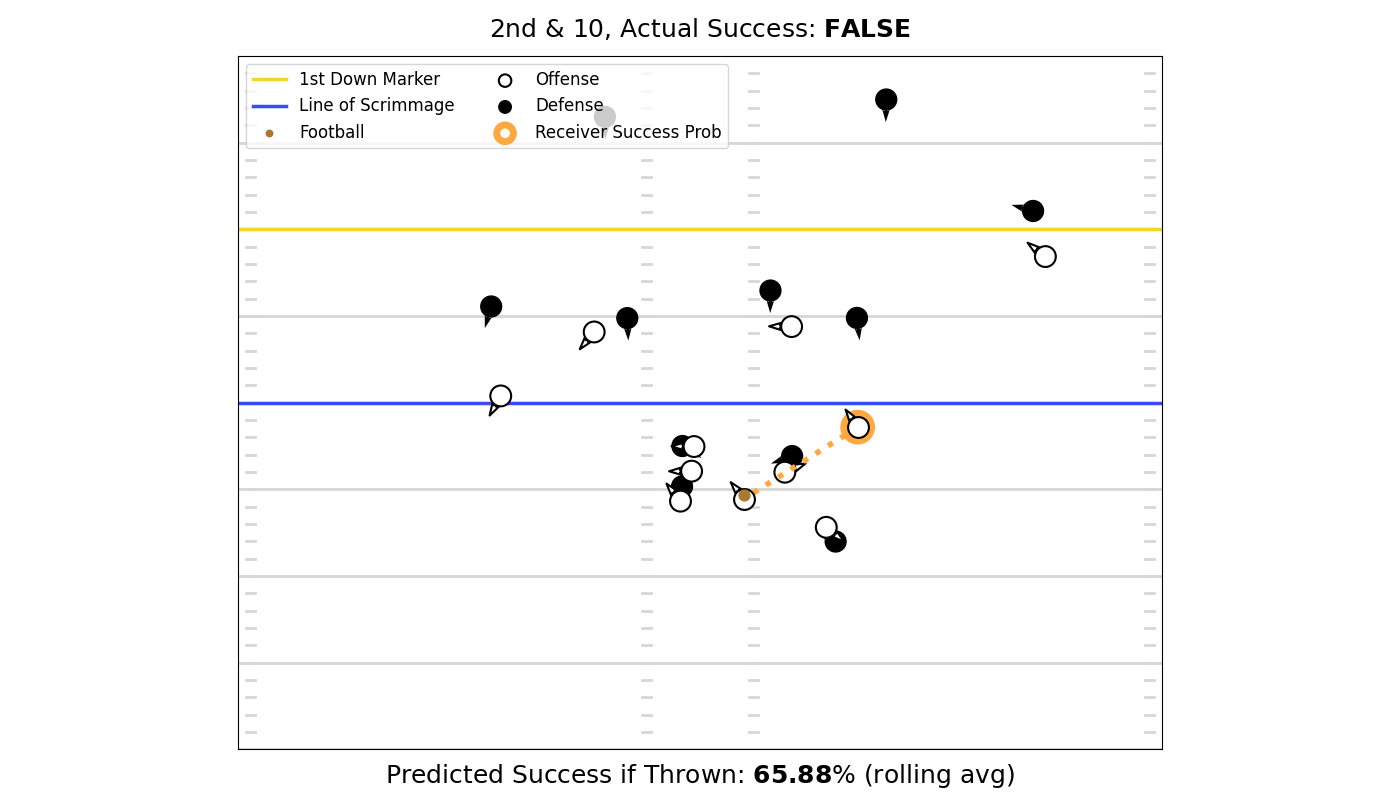 2nd & 10, Actual Success: FALSE
1st Down Marker
Line of Scrimmage
Football
Offense
Defense
Receiver Success Prob
Predicted Success if Thrown: 65.88% (rolling avg)